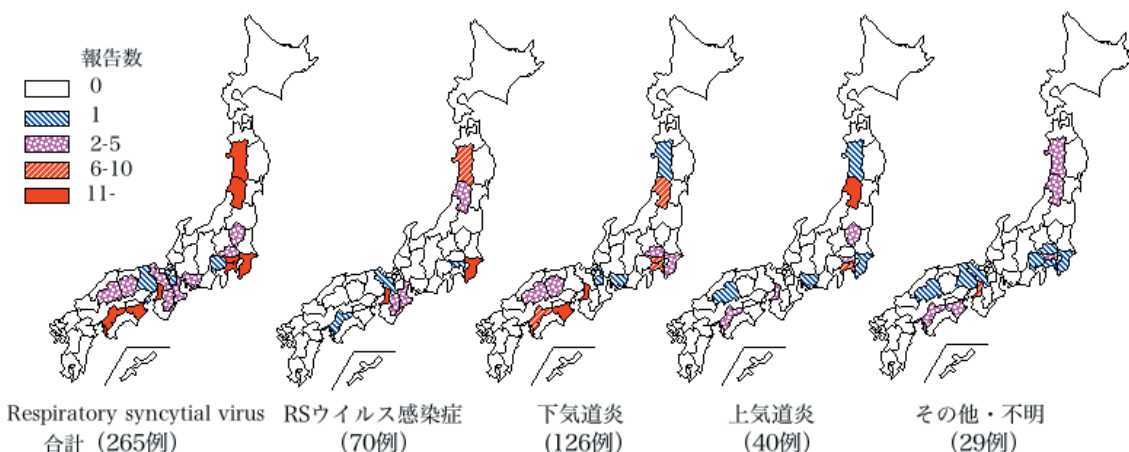 報告数
0
1
2-5
6-10
11-
Respiratory syncytial virus
合計（265例）
RSウイルス感染症
(70例)
下気道炎
(126例)
上気道炎
(40例)
その他・不明
(29例)